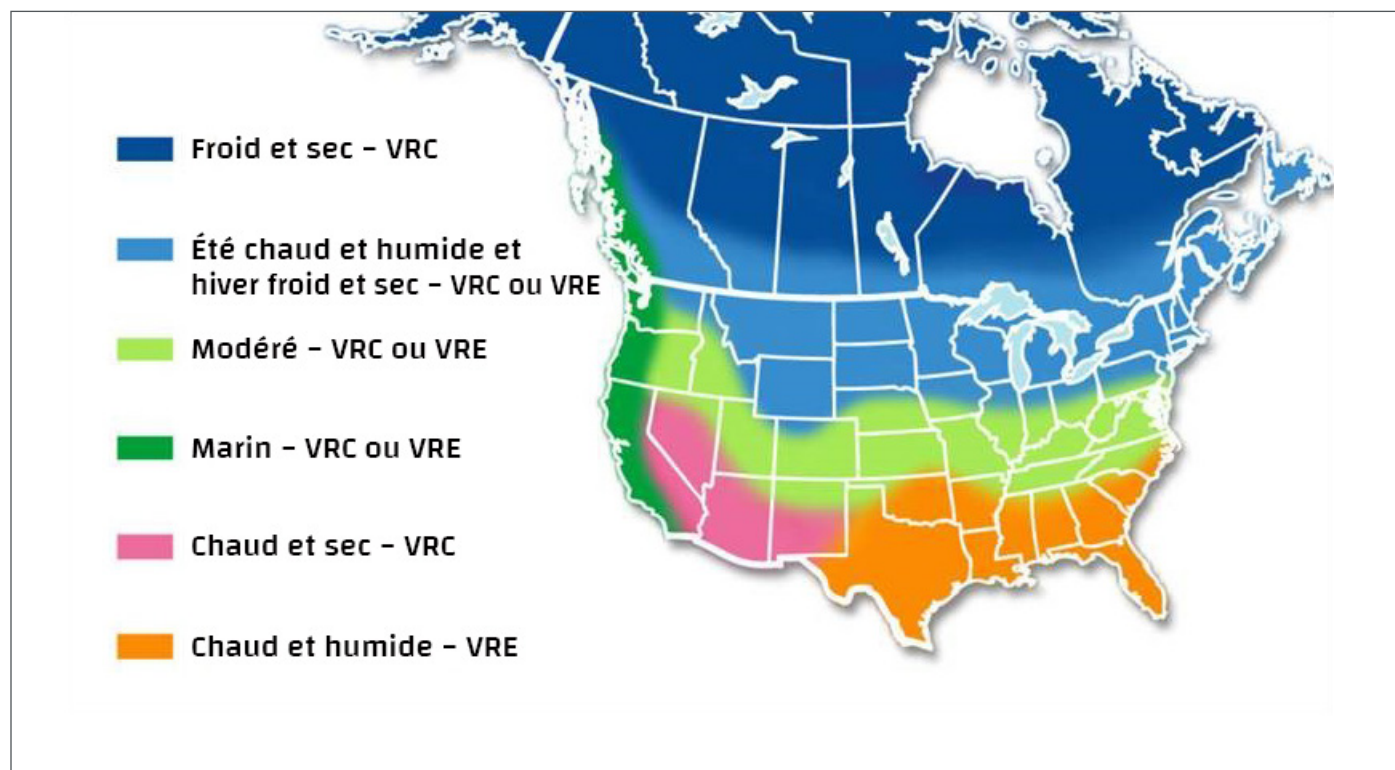 Froid et sec – VRC
Été chaud et humide et
hiver froid et sec – VRC ou VRE
Modéré – VRC ou VRE
Marin – VRC ou VRE
Chaud et sec – VRC
Chaud et humide – VRE